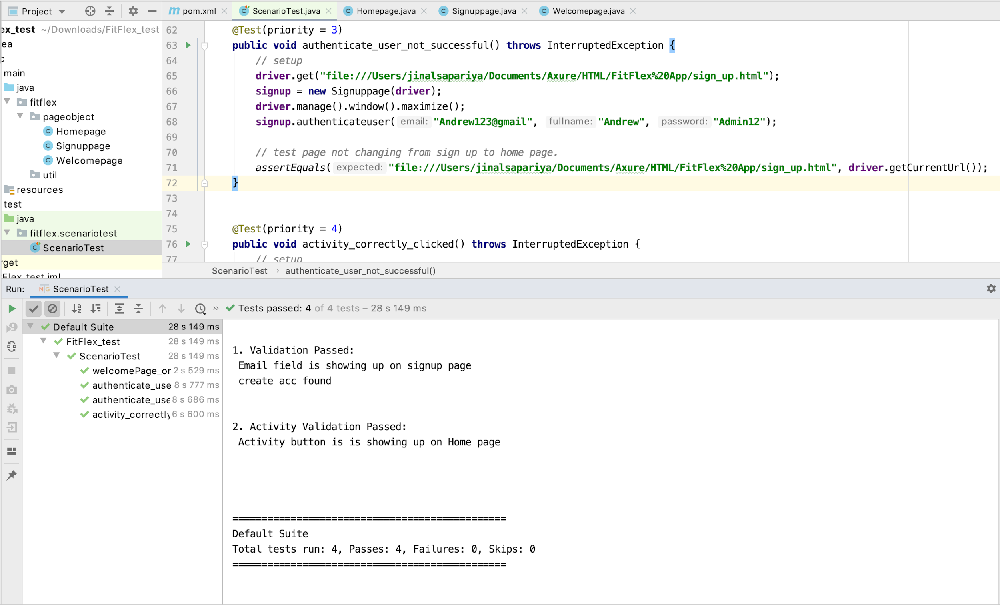 Project
pom.xml
ScenarioTest.java
Homepage.java
Signuppage.java
Welcomepage.java
ex_test ~/Downloads/FitFlex_test
ea
c
main
java
fitflex
pageobject
Homepage
Signuppage
Welcomepage
util
resources
test
java
fitflex.scenariotest
ScenarioTest
rget
Flex_test.iml
62 @Test(priority = 3)
63 public void authenticate_user_not_successful() throws InterruptedException {
64 // setup
65 driver.get("file:///Users/jinalsapariya/Documents/Axure/HTML/FitFlex%20App/sign_up.html");
66 signup = new Signuppage(driver);
67 driver.manage().window().maximize();
68 signup.authenticateuser( email: "Andrew123@gmail", fullname: "Andrew", password: "Admin12");
69
70 // test page not changing from sign up to home page.
71 assertEquals( expected: "file:///Users/jinalsapariya/Documents/Axure/HTML/FitFlex%20App/sign_up.html", driver.getCurrentUrl());
72 }
73
74
75 @Test(priority = 4)
76 public void activity_correctly_clicked() throws InterruptedException {
77 // setup
ScenarioTest › authenticate_user_not_successful()
Run: ScenarioTest
Tests passed: 4 of 4 tests – 28 s 149 ms
Default Suite 28 s 149 ms
FitFlex_test 28 s 149 ms
ScenarioTest 28 s 149 ms
welcomePage_or 2 s 529 ms
authenticate_use 8 s 777 ms
authenticate_use 8 s 686 ms
activity_correctly 6 s 600 ms
1. Validation Passed:
Email field is showing up on signup page
create acc found
2. Activity Validation Passed:
Activity button is is showing up on Home page
===============================================
Default Suite
Total tests run: 4, Passes: 4, Failures: 0, Skips: 0
===============================================